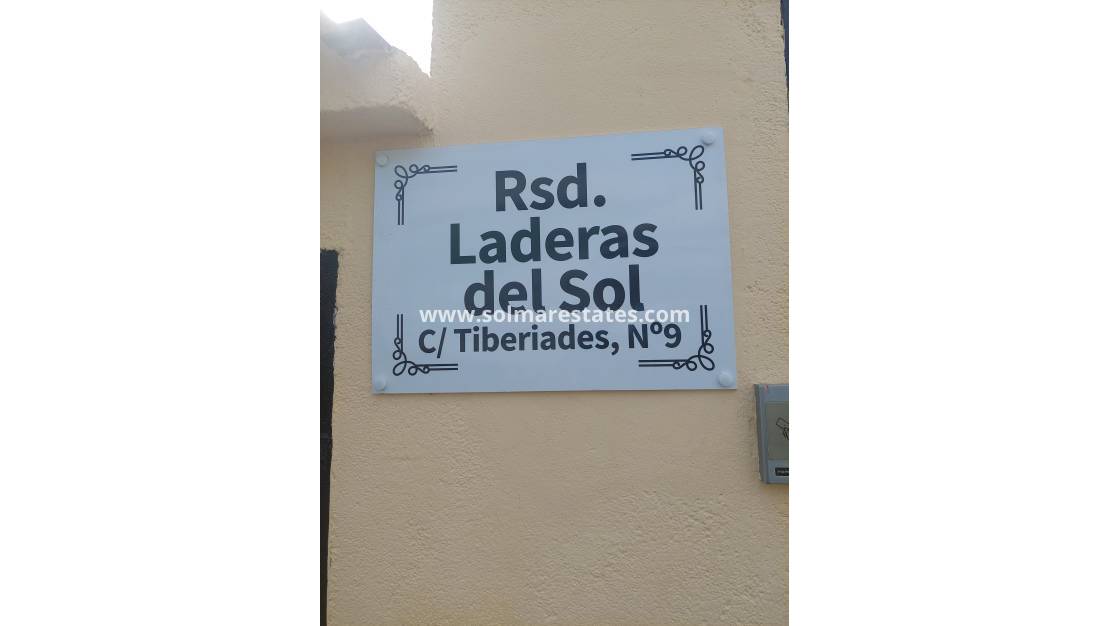 Rsd.
Laderas
del Sol
www.solmarestates.com
C/ Tiberiades, Nº9